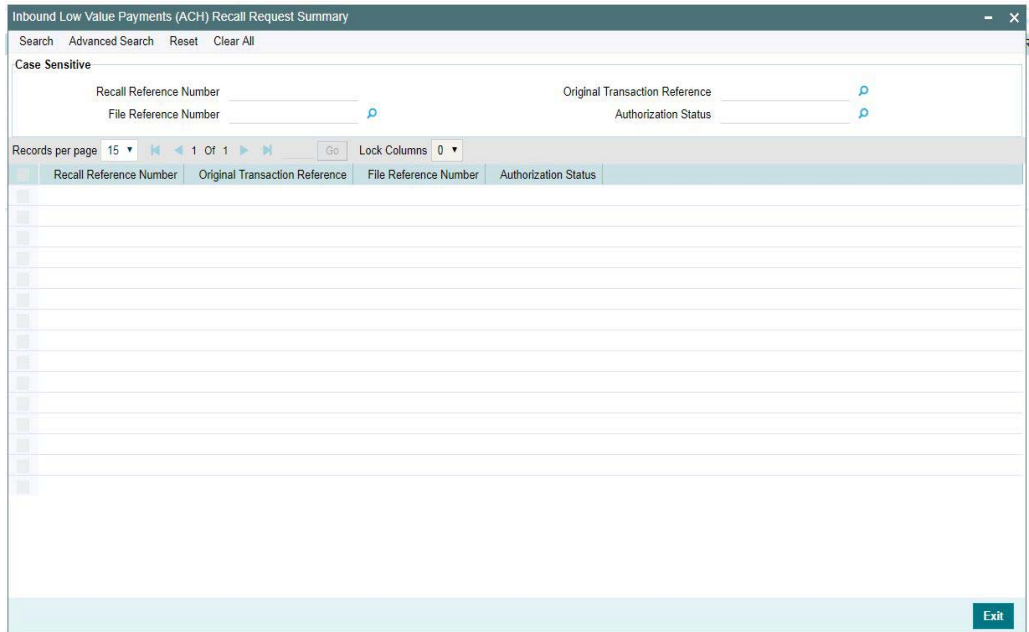 Inbound Low Value Payments (ACH) Recall Request Summary
Search Advanced Search Reset Clear All
Case Sensitive
Recall Reference Number Original Transaction Reference
File Reference Number Authorization Status
Records per page 15 1 Of 1 Go Lock Columns 0
Recall Reference Number Original Transaction Reference File Reference Number Authorization Status
Exit